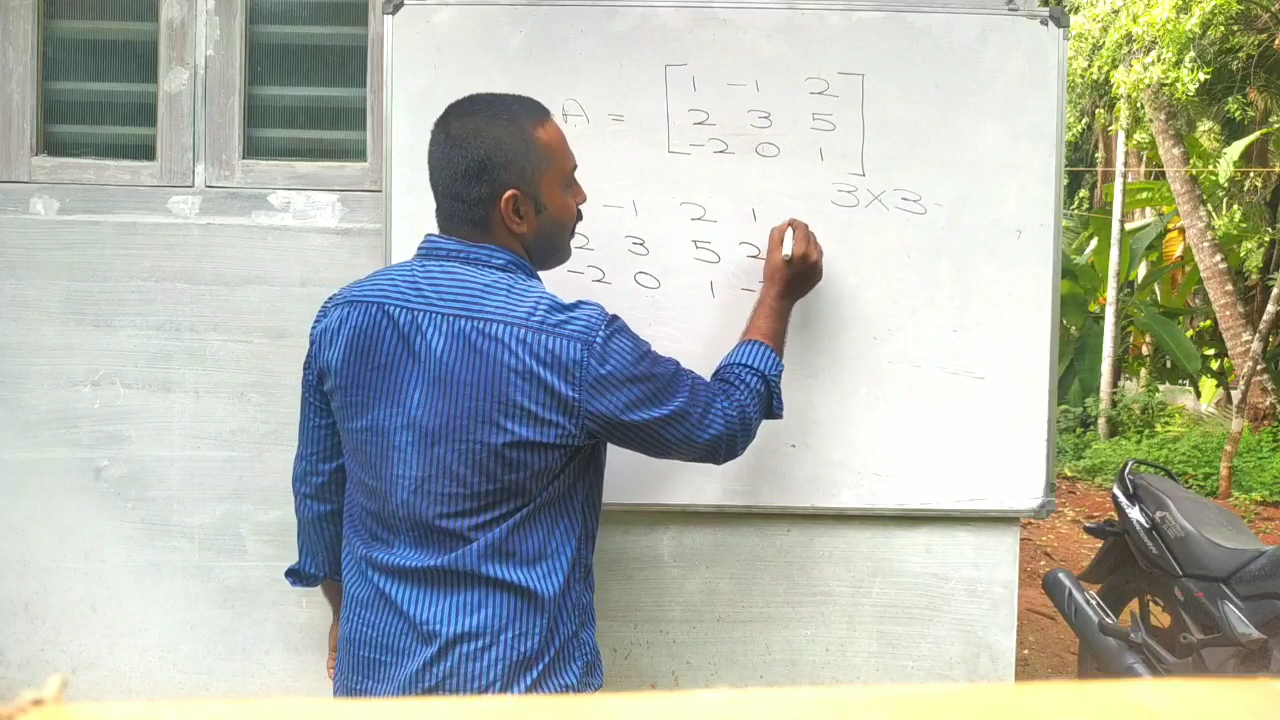 A = [ 1 -1 2
2 3 5
-2 0 1 ]
3×3
-1 2 1
2 3 5 2
-2 0 1 -
UNICORN